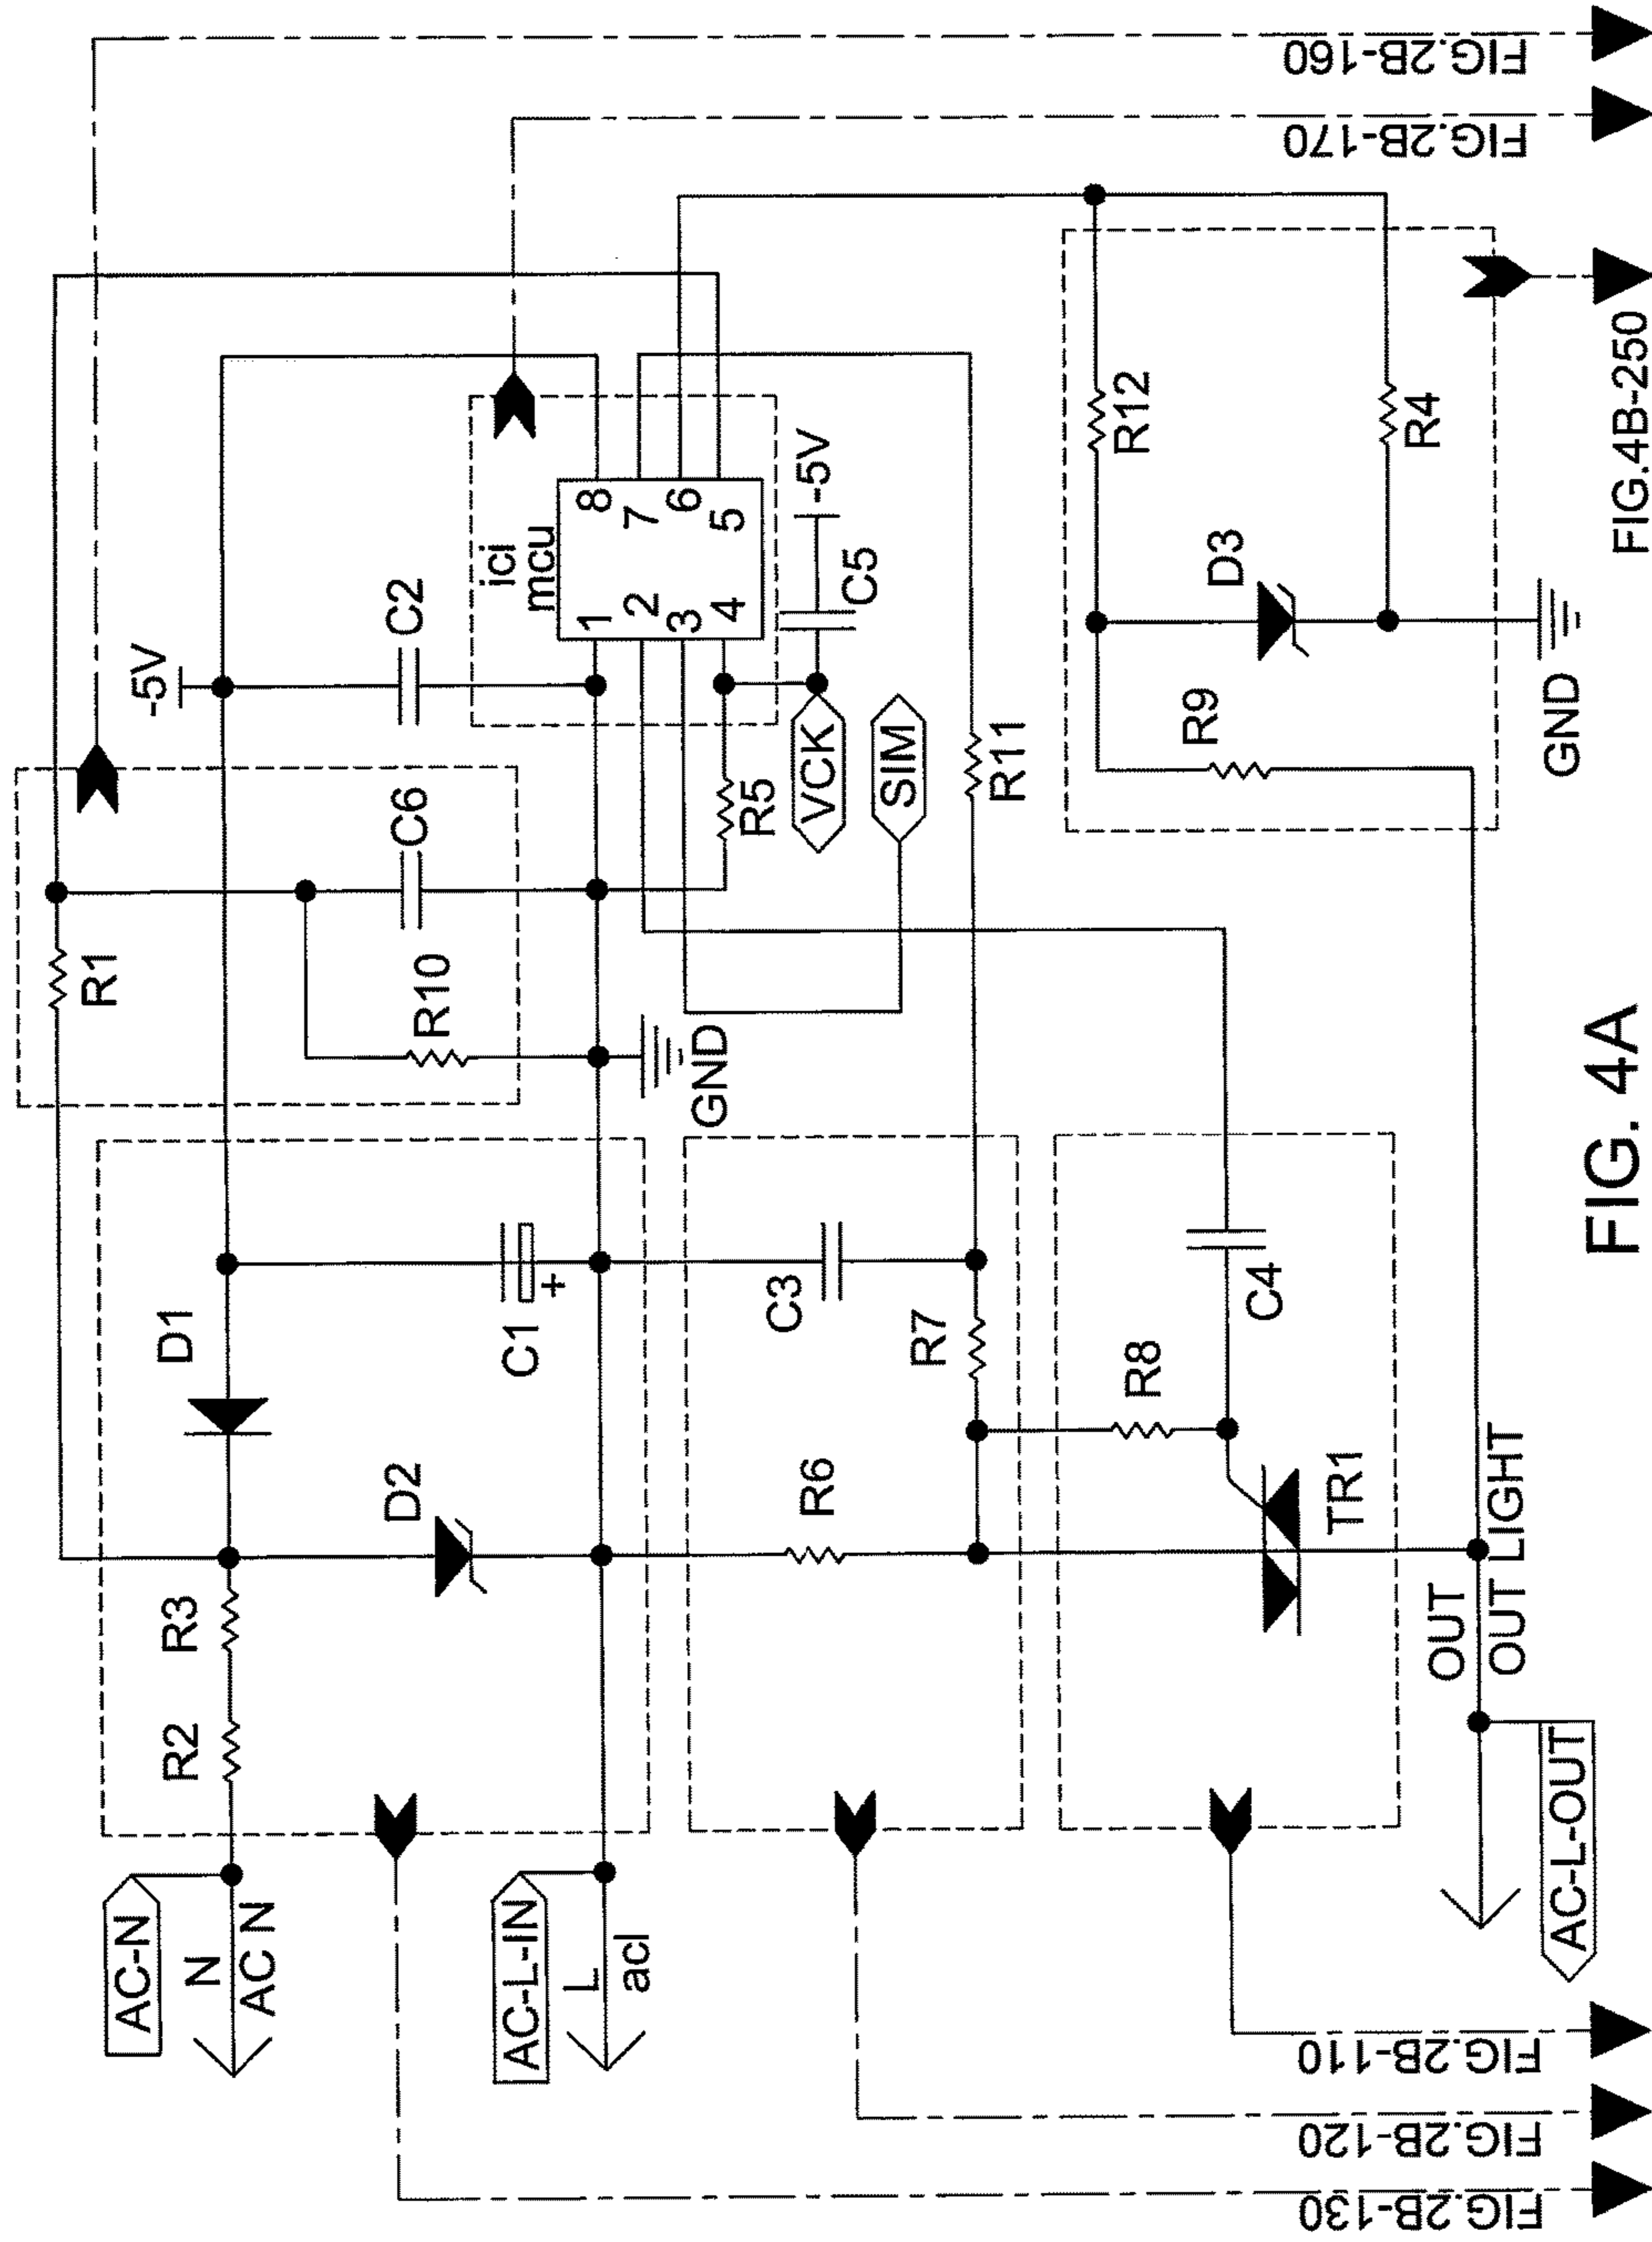 AC-N
N
AC N
R2
R3
D1
D2
C1
+
AC-L-IN
L
acl
R1
R10
C6
-5V
C2
ici
mcu
1
2
3
4
8
7
6
5
GND
R5
VCK
SIM
C5
-5V
R6
C3
R7
R11
R8
C4
TR1
R9
D3
R12
R4
GND
OUT
OUT LIGHT
AC-L-OUT
FIG.2B-130
FIG.2B-120
FIG.2B-110
FIG.4B-250
FIG.2B-170
FIG.2B-160
FIG. 4A